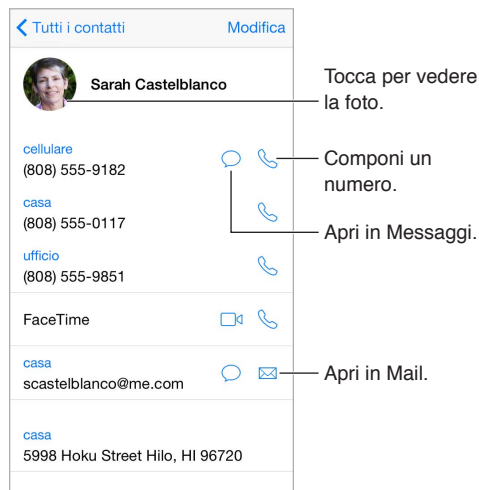 Tutti i contatti
Modifica
Sarah Castelblanco
Tocca per vedere
la foto.
cellulare
(808) 555-9182
Componi un
numero.
casa
(808) 555-0117
Apri in Messaggi.
ufficio
(808) 555-9851
FaceTime
casa
scastelblanco@me.com
Apri in Mail.
casa
5998 Hoku Street Hilo, HI 96720